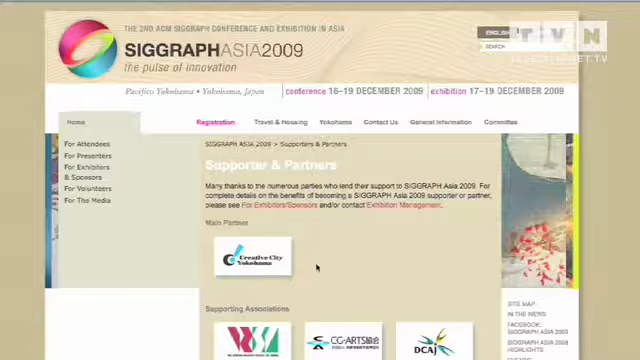 THE 2ND ACM SIGGRAPH CONFERENCE AND EXHIBITION IN ASIA
SIGGRAPHASIA2009
the pulse of innovation
ENGLISH
SEARCH
TVN
Pacifico Yokohama • Yokohama, Japan
conference 16–19 DECEMBER 2009
exhibition 17–19 DECEMBER 2009
Home
Registration
Travel & Housing
Yokohama
Contact Us
General Information
Committee
For Attendees
For Presenters
For Exhibitors
& Sponsors
For Volunteers
For The Media
SIGGRAPH ASIA 2009 > Supporters & Partners
Supporter & Partners
Many thanks to the numerous parties who lend their support to SIGGRAPH Asia 2009. For
complete details on the benefits of becoming a SIGGRAPH Asia 2009 supporter or partner,
please see For Exhibitors/Sponsors and/or contact Exhibition Management.
Main Partner
Creative City
Yokohama
Supporting Associations
CG-ARTS協会
DCAJ
SITE MAP
IN THE NEWS
FACEBOOK:
SIGGRAPH ASIA 2009
SIGGRAPH ASIA 2008
HIGHLIGHTS